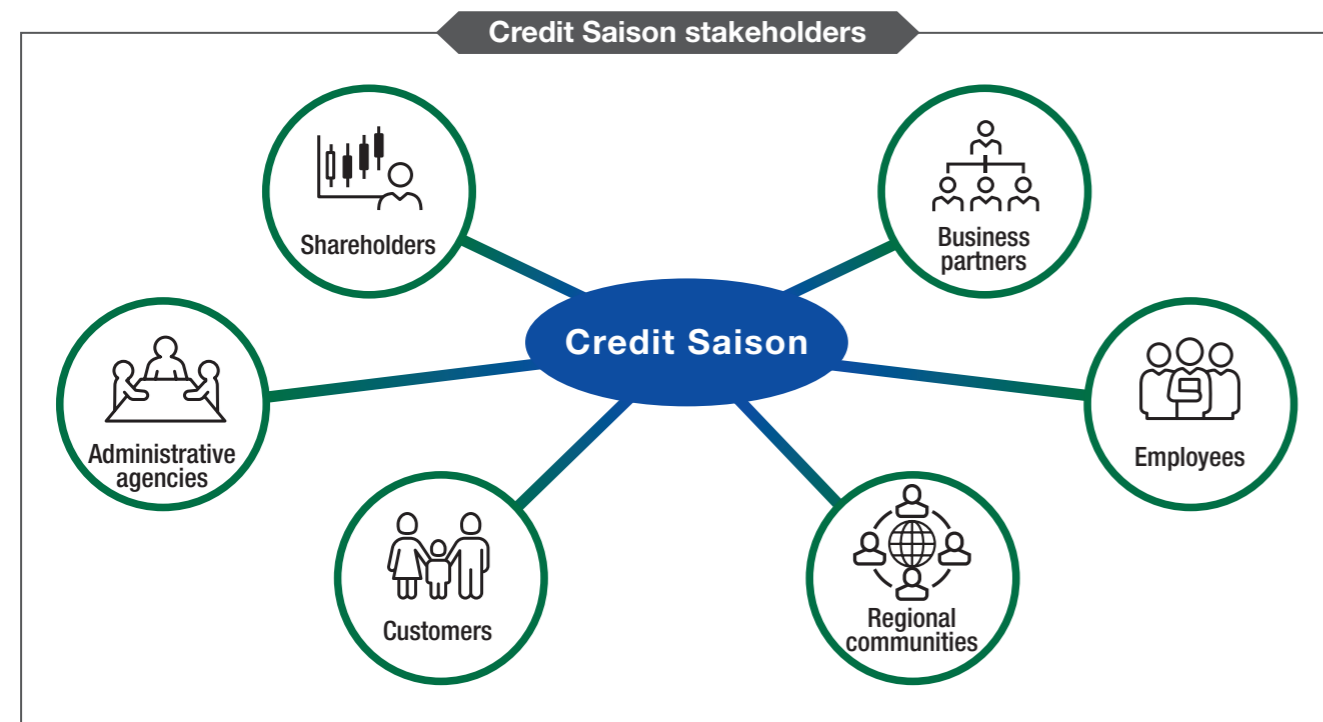 Credit Saison stakeholders
Shareholders
Business
partners
Credit Saison
Administrative
agencies
Employees
Customers
Regional
communities